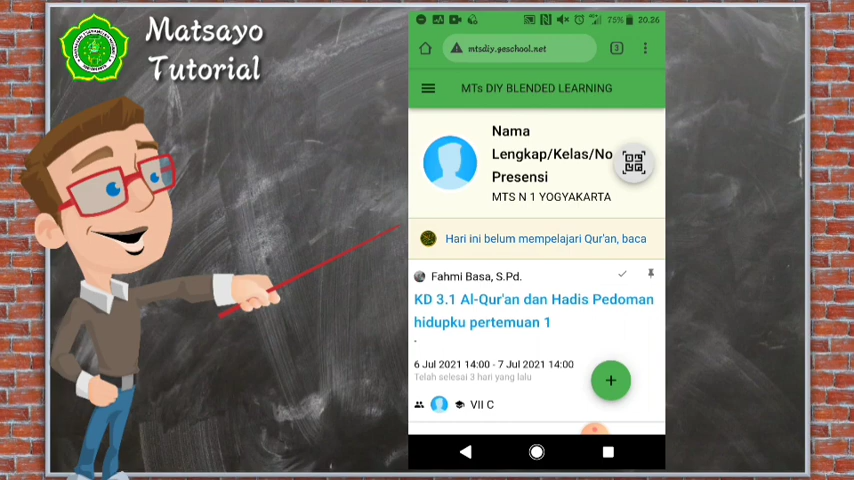 Matsayo
Tutorial
75% 20.26
mtsdiy.geschool.net
3
MTs DIY BLENDED LEARNING
Nama
Lengkap/Kelas/No
Presensi
MTS N 1 YOGYAKARTA
Hari ini belum mempelajari Qur'an, baca
Fahmi Basa, S.Pd.
KD 3.1 Al-Qur'an dan Hadis Pedoman
hidupku pertemuan 1
-
6 Jul 2021 14:00 - 7 Jul 2021 14:00
Telah selesai 3 hari yang lalu
+
VII C